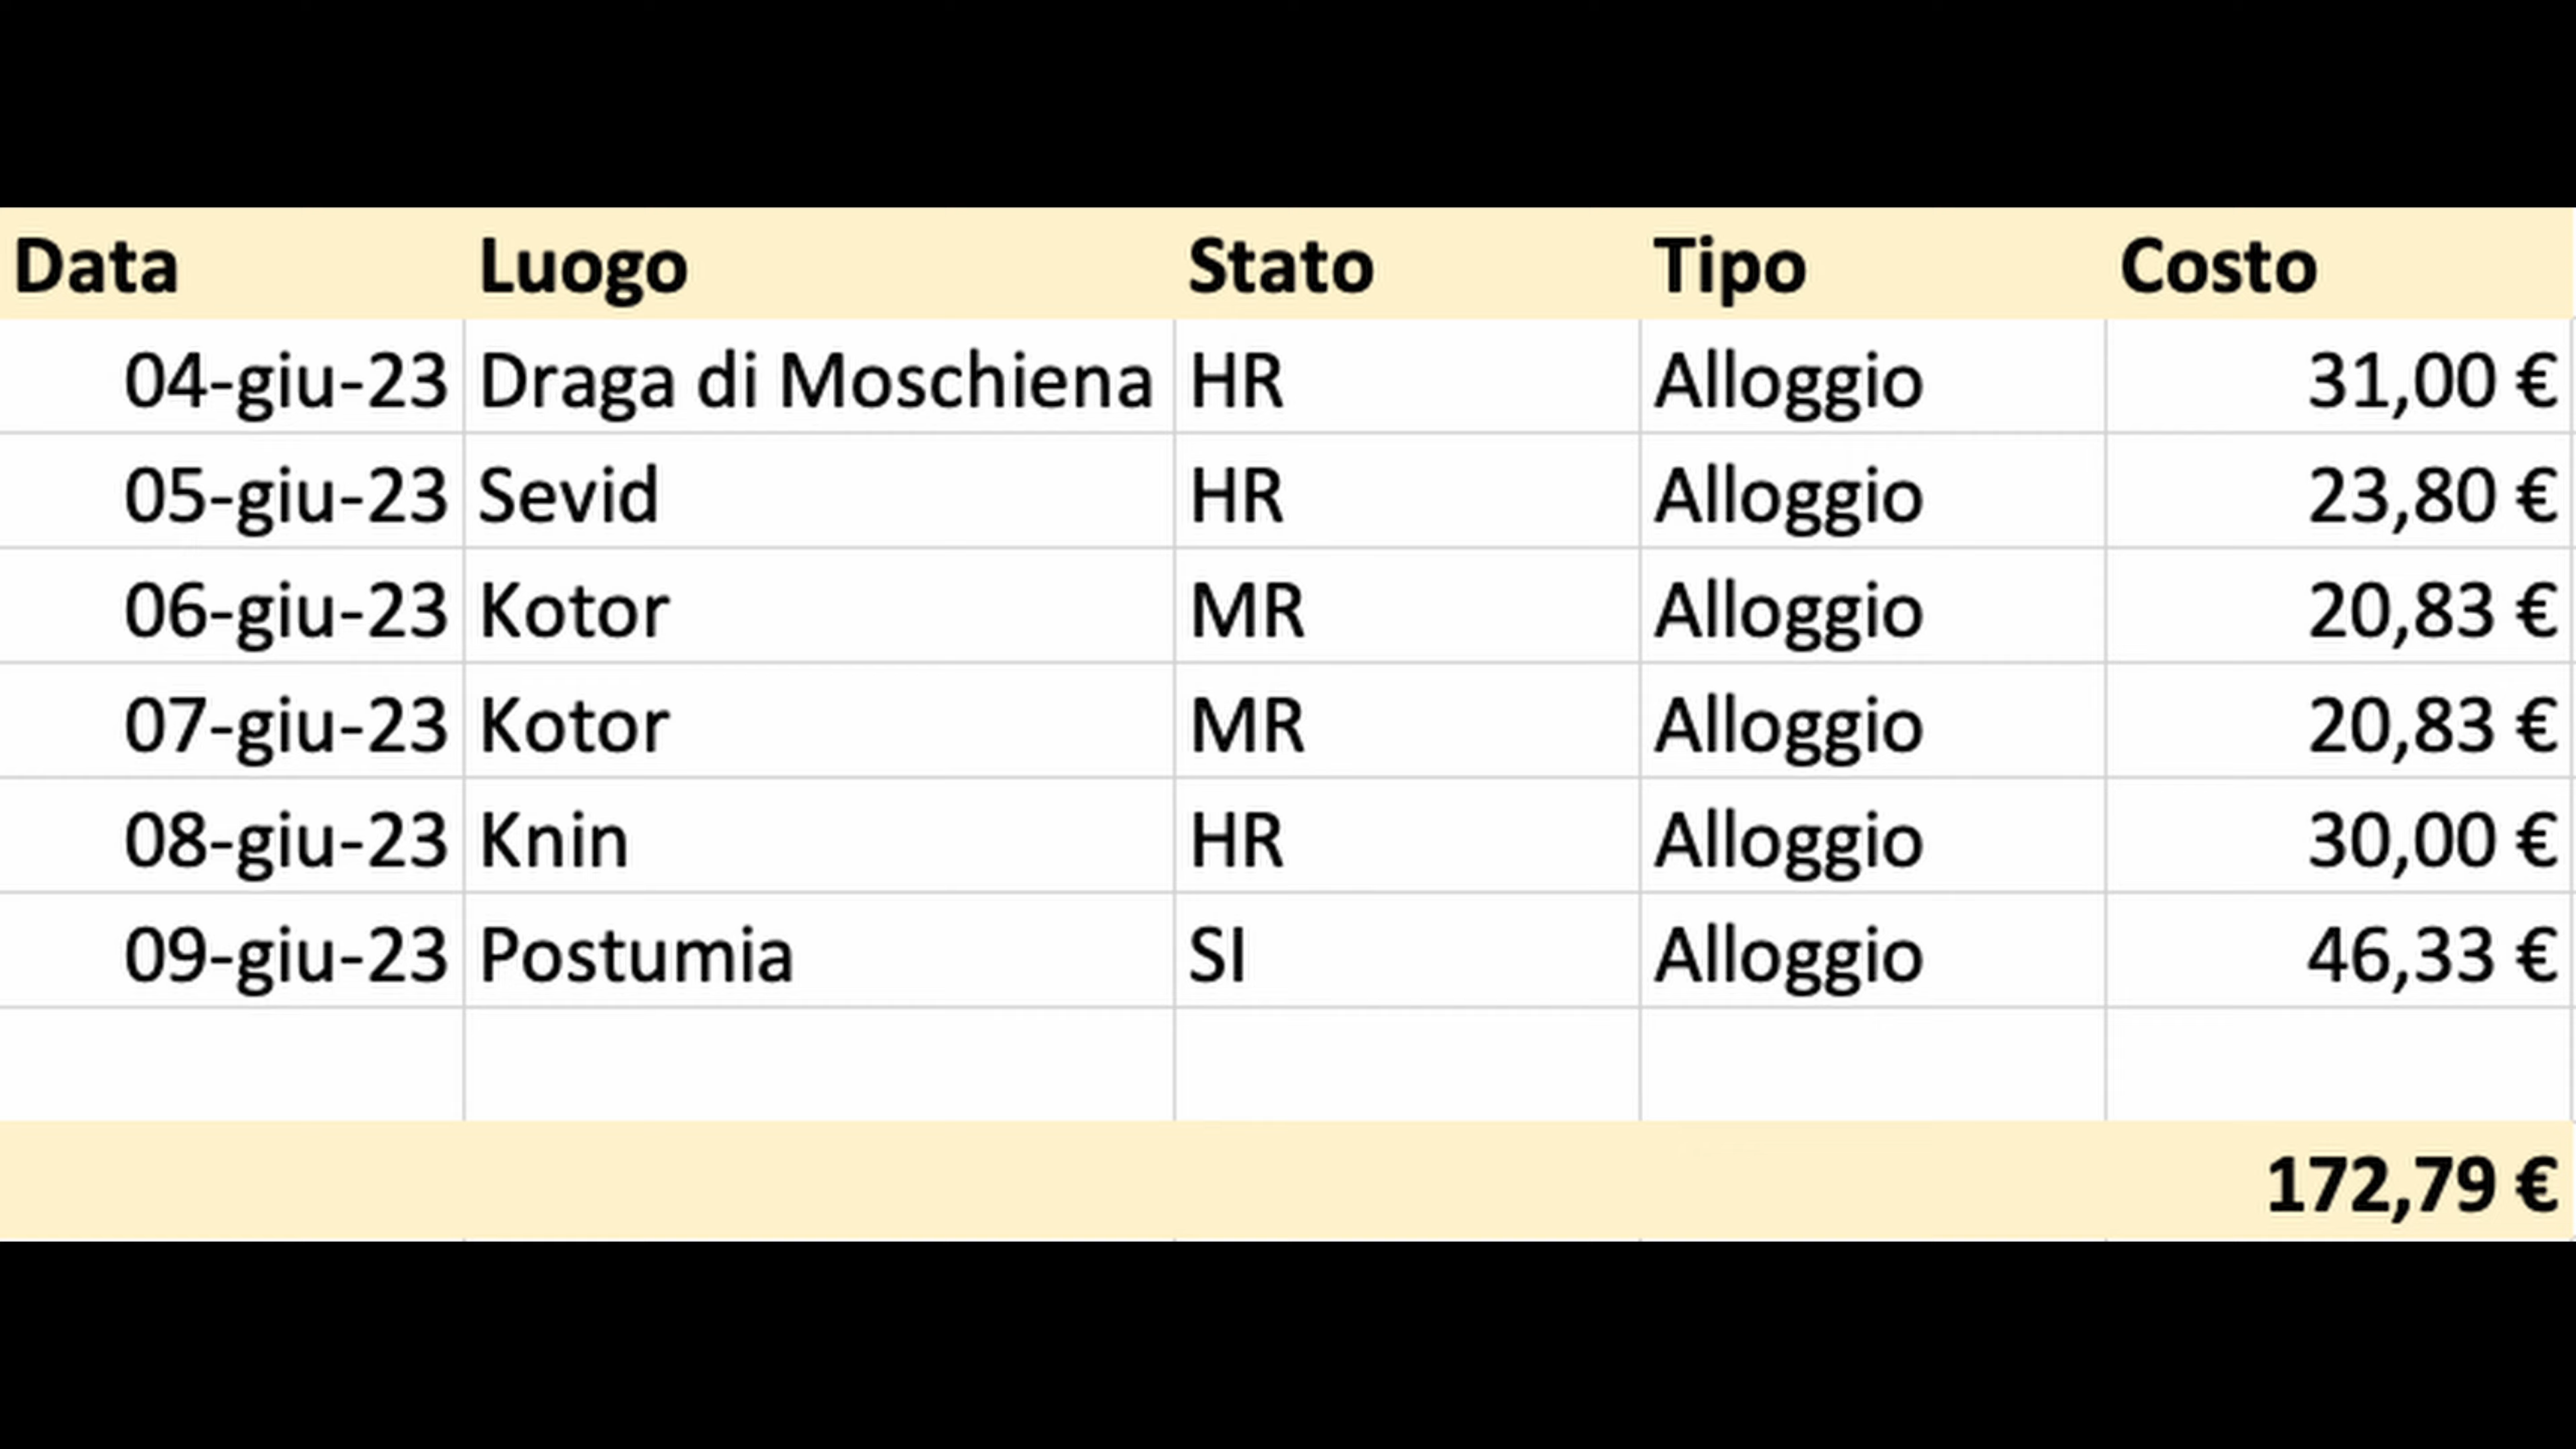 Data Luogo Stato Tipo Costo
04-giu-23 Draga di Moschiena HR Alloggio 31,00 €
05-giu-23 Sevid HR Alloggio 23,80 €
06-giu-23 Kotor MR Alloggio 20,83 €
07-giu-23 Kotor MR Alloggio 20,83 €
08-giu-23 Knin HR Alloggio 30,00 €
09-giu-23 Postumia SI Alloggio 46,33 €
172,79 €